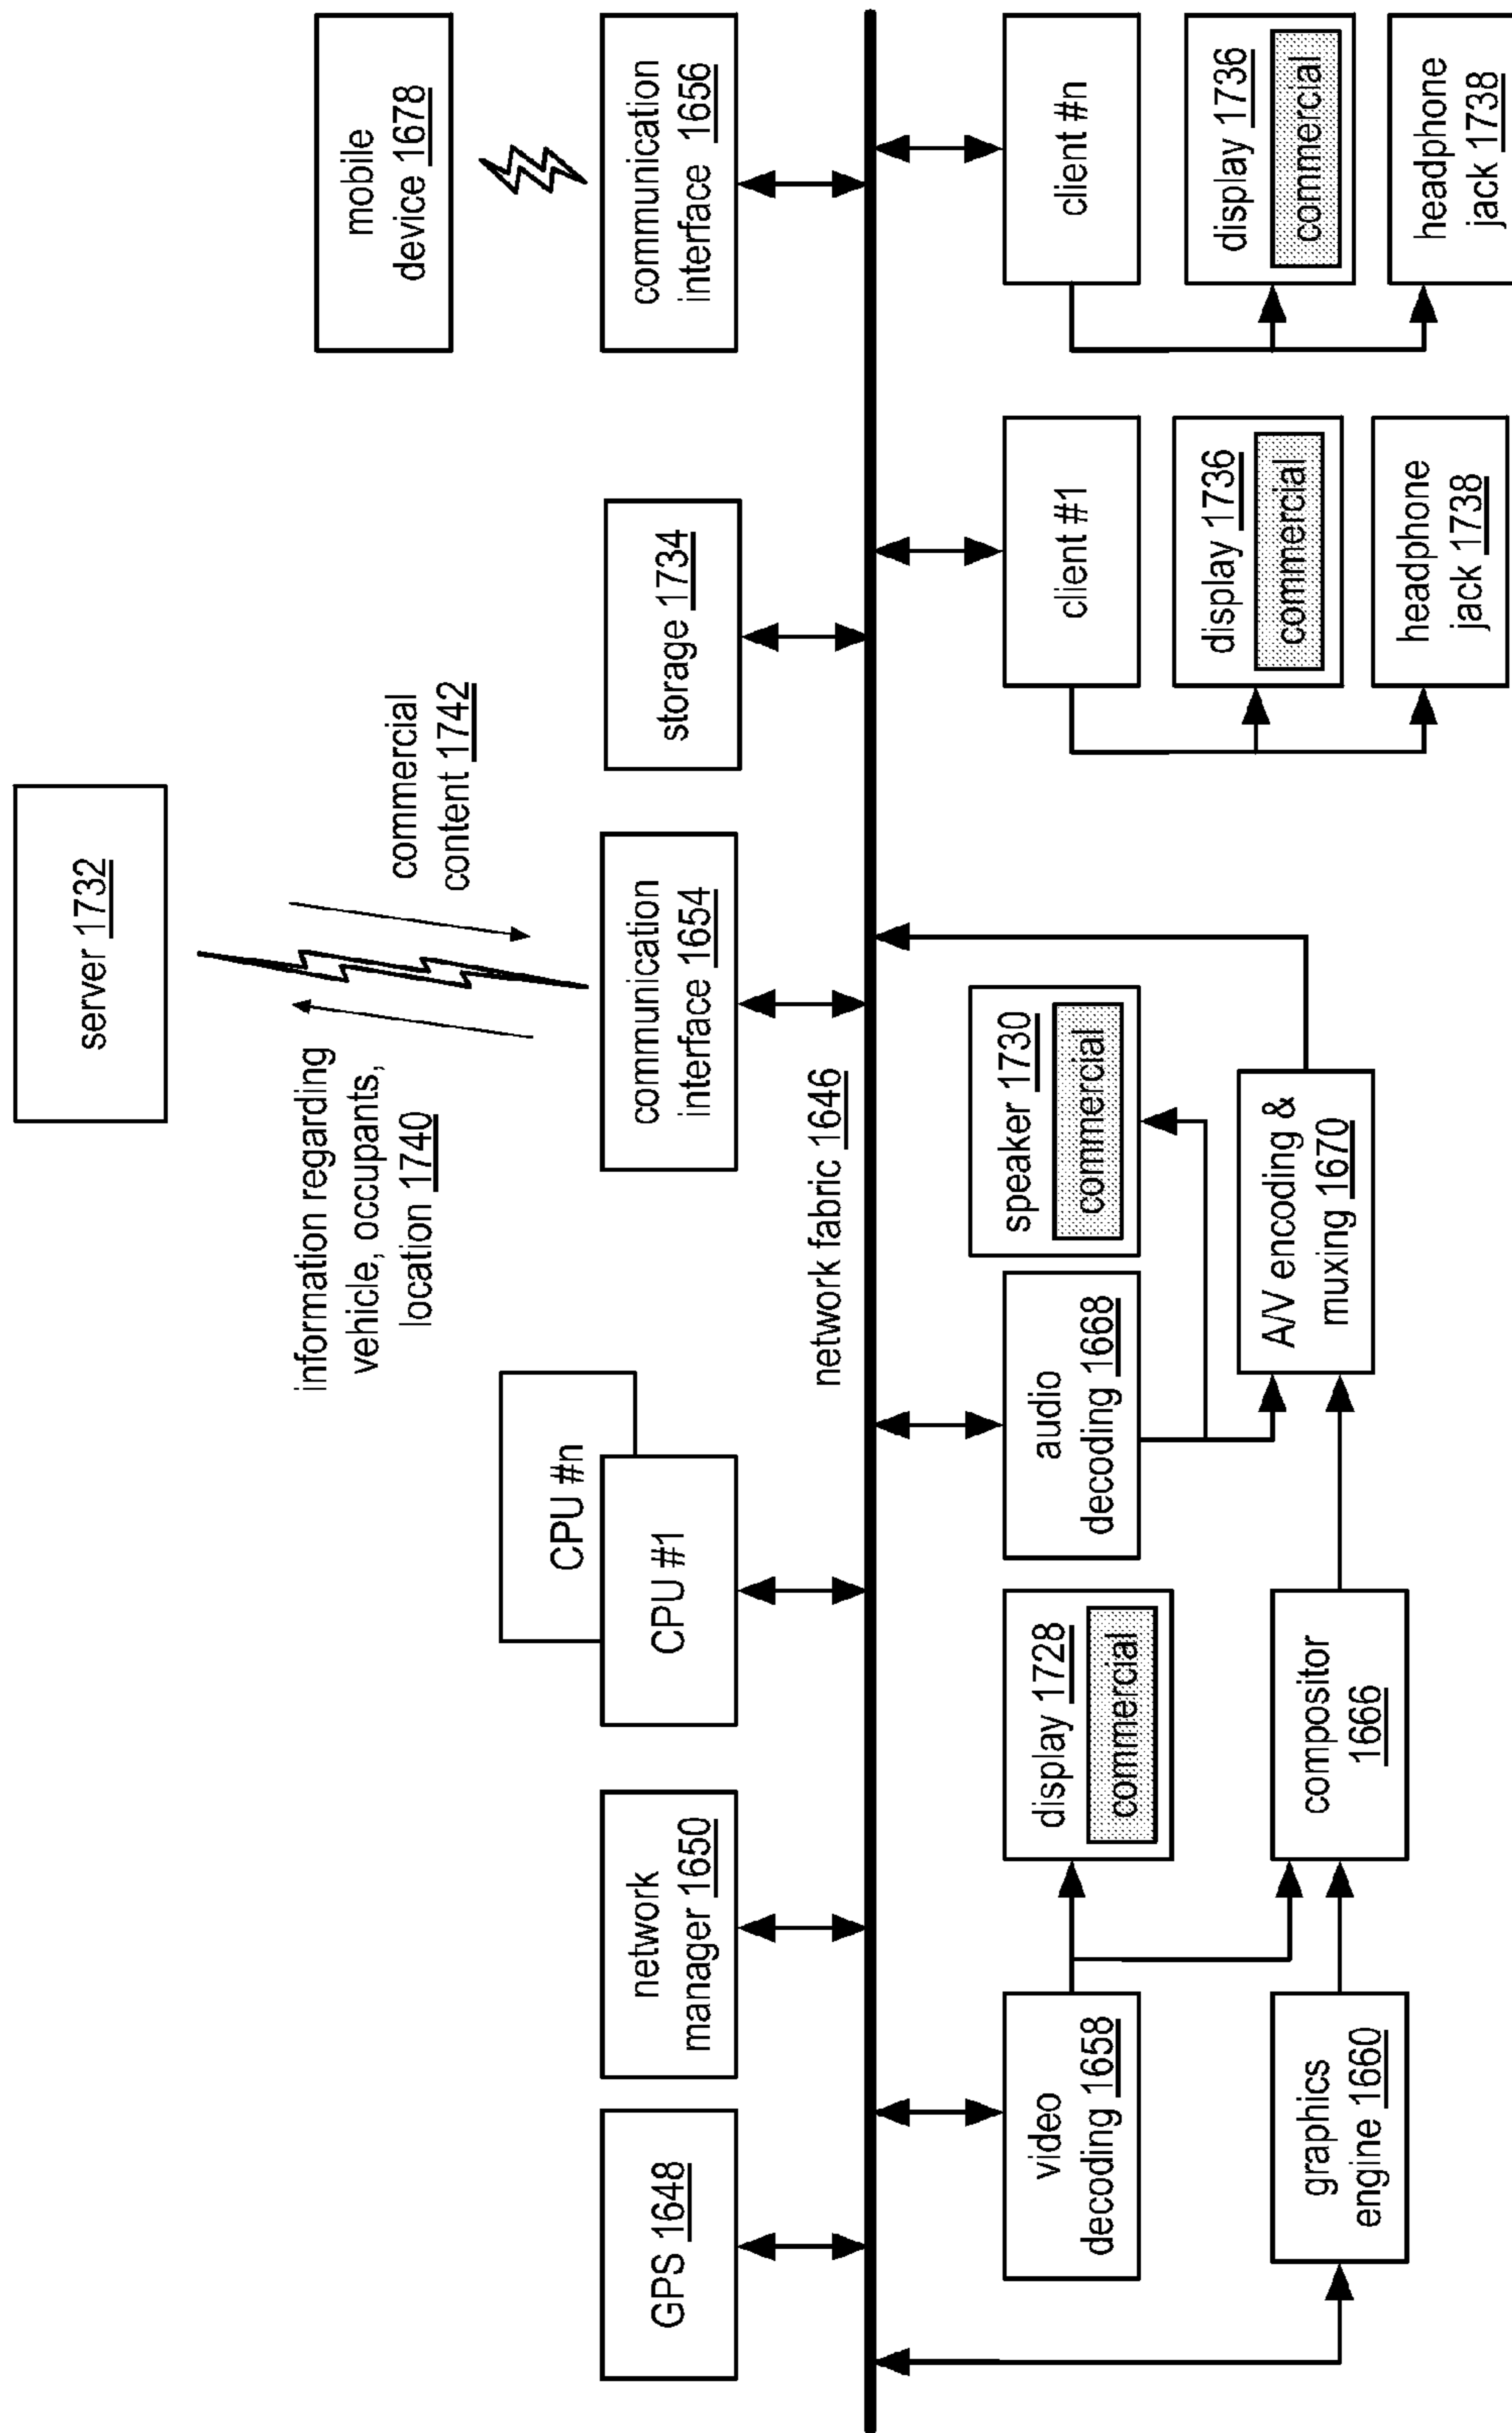 server 1732
information regarding
vehicle, occupants,
location 1740
commercial
content 1742
mobile
device 1678
GPS 1648
network
manager 1650
CPU #n
CPU #1
communication
interface 1654
storage 1734
communication
interface 1656
network fabric 1646
video
decoding 1658
display 1728
commercial
audio
decoding 1668
speaker 1730
commercial
client #1
display 1736
commercial
headphone
jack 1738
client #n
display 1736
commercial
headphone
jack 1738
graphics
engine 1660
compositor
1666
A/V encoding &
muxing 1670